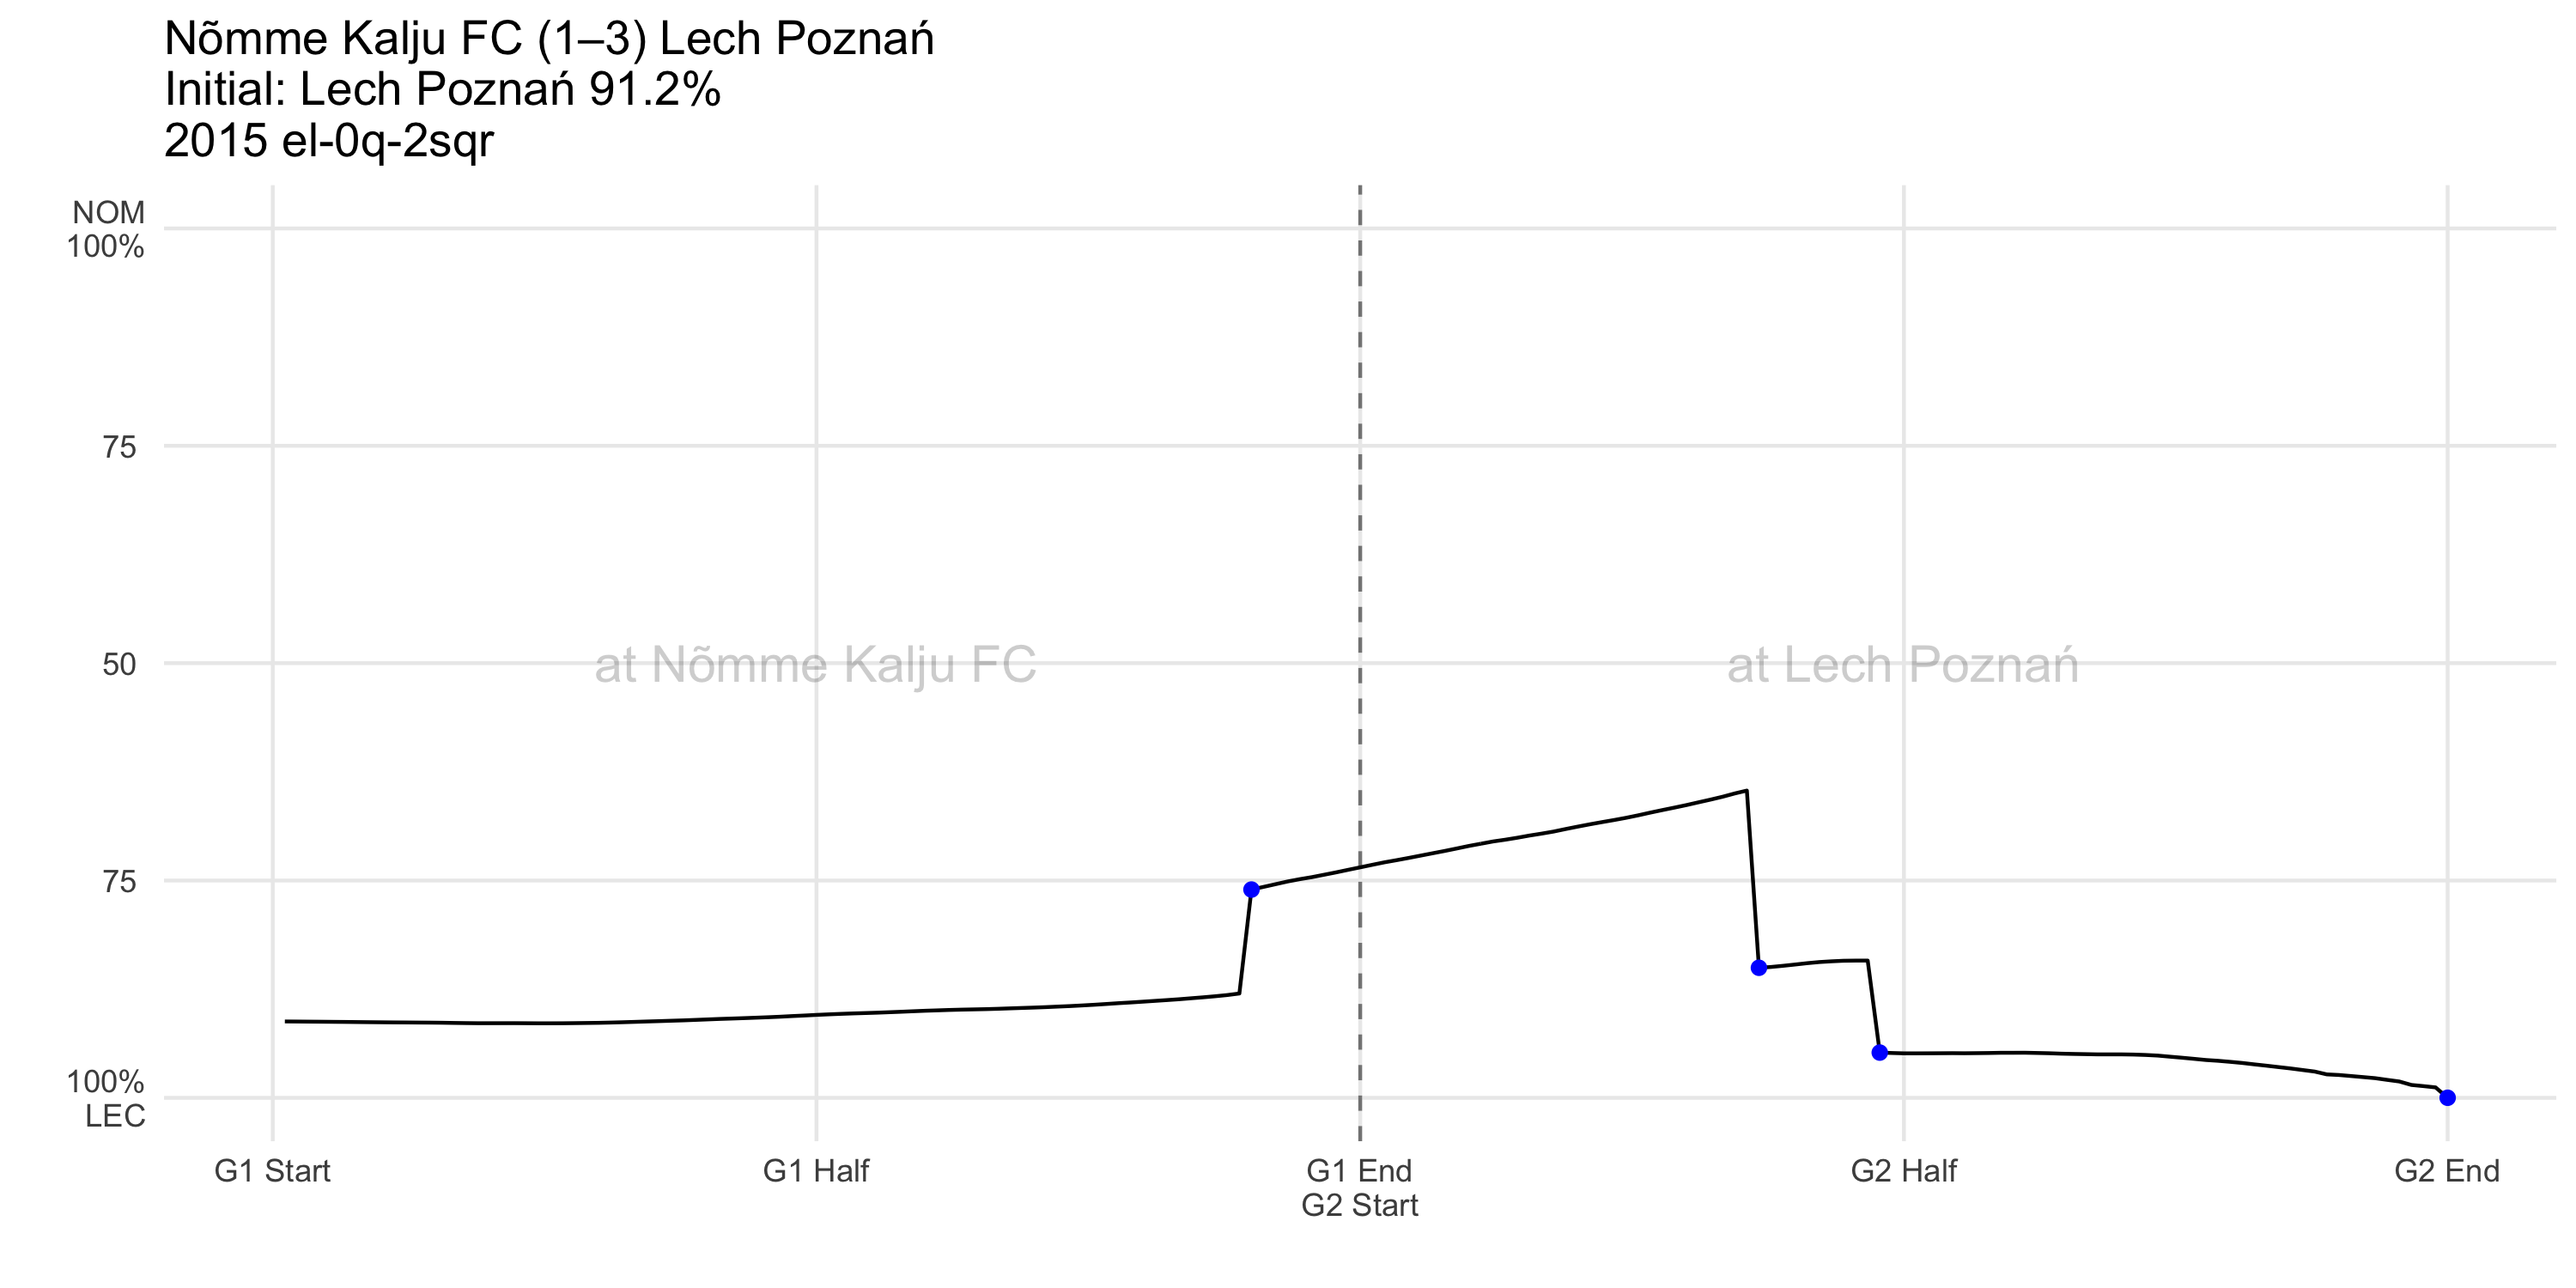 Nõmme Kalju FC (1–3) Lech Poznań
Initial: Lech Poznań 91.2%
2015 el-0q-2sqr
NOM
100%
75
50
75
100%
LEC
at Nõmme Kalju FC
at Lech Poznań
G1 Start
G1 Half
G1 End
G2 Start
G2 Half
G2 End